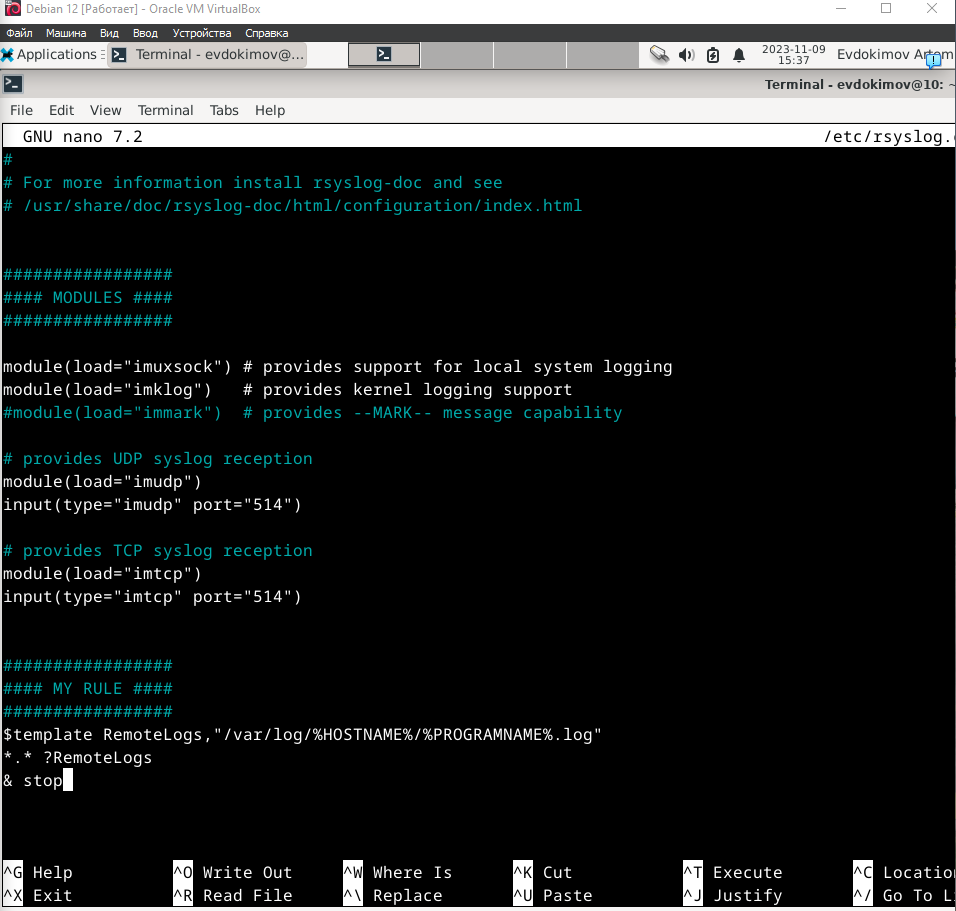 Debian 12 [Работает] - Oracle VM VirtualBox
Файл Машина Вид Ввод Устройства Справка
Applications Terminal - evdokimov@... 2023-11-09 15:37 Evdokimov Artem
Terminal - evdokimov@10: ~
File Edit View Terminal Tabs Help
GNU nano 7.2 /etc/rsyslog.
#
# For more information install rsyslog-doc and see
# /usr/share/doc/rsyslog-doc/html/configuration/index.html
#################
#### MODULES ####
#################
module(load="imuxsock") # provides support for local system logging
module(load="imklog")   # provides kernel logging support
#module(load="immark")  # provides --MARK-- message capability
# provides UDP syslog reception
module(load="imudp")
input(type="imudp" port="514")
# provides TCP syslog reception
module(load="imtcp")
input(type="imtcp" port="514")
#################
#### MY RULE ####
#################
$template RemoteLogs,"/var/log/%HOSTNAME%/%PROGRAMNAME%.log"
*.* ?RemoteLogs
& stop
^G Help ^O Write Out ^W Where Is ^K Cut ^T Execute ^C Location
^X Exit ^R Read File ^\ Replace ^U Paste ^J Justify ^/ Go To Li